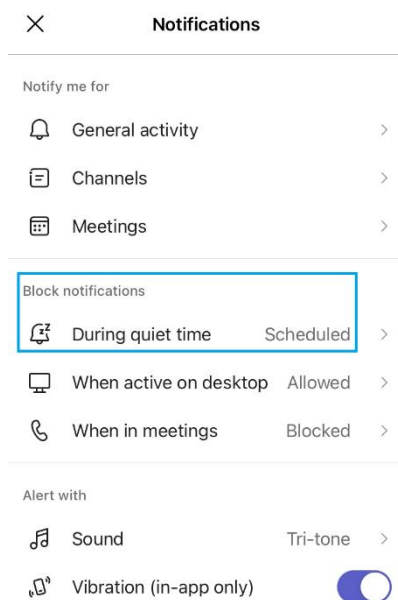 Notifications
Notify me for
General activity
Channels
Meetings
Block notifications
During quiet time Scheduled
When active on desktop Allowed
When in meetings Blocked
Alert with
Sound Tri-tone
Vibration (in-app only)